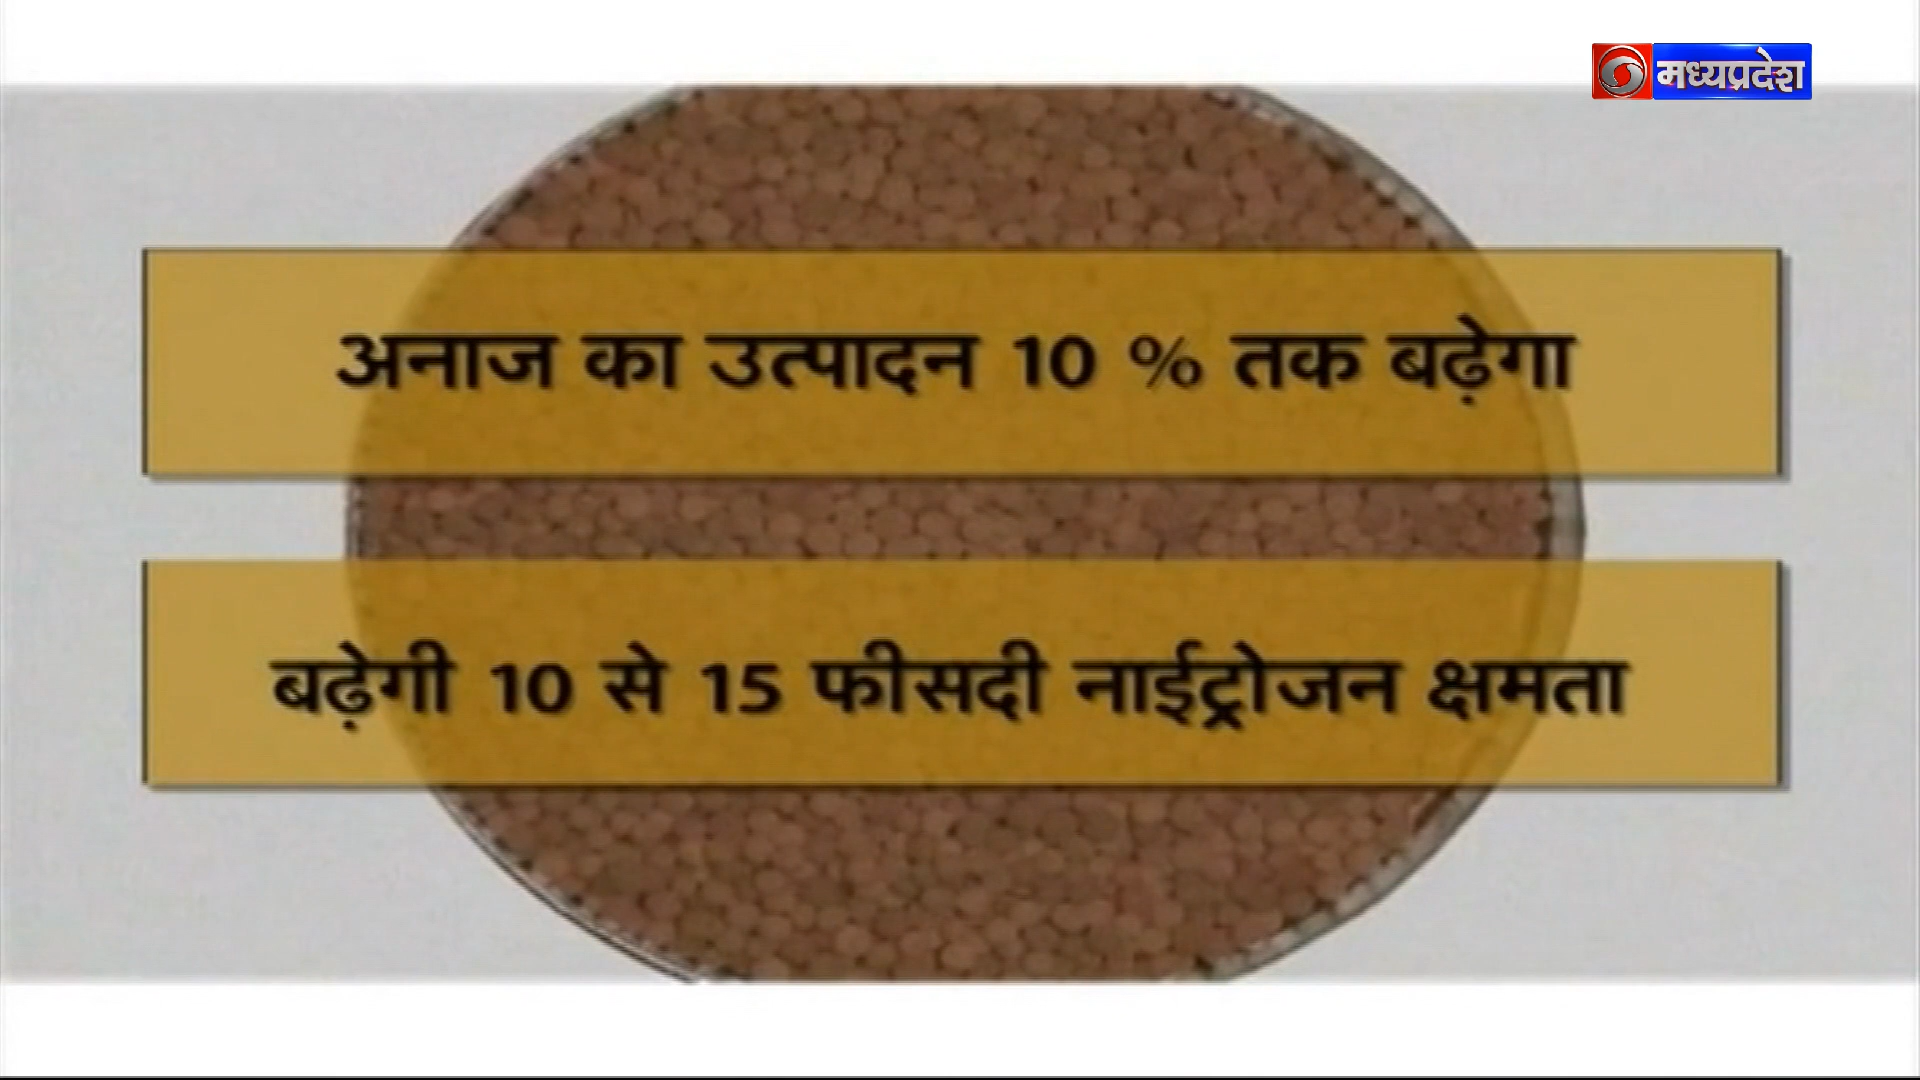 मध्यप्रदेश
अनाज का उत्पादन 10 % तक बढ़ेगा
बढ़ेगी 10 से 15 फीसदी नाईट्रोजन क्षमता